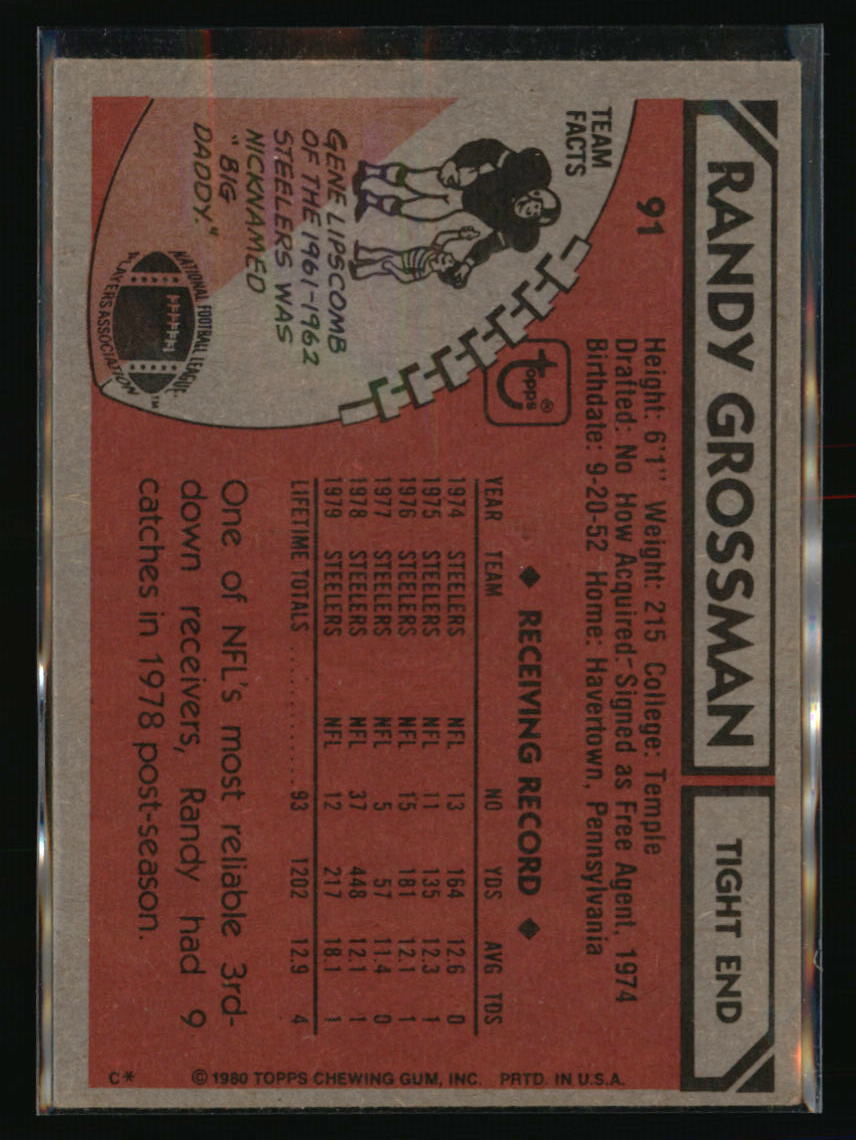 RANDY GROSSMAN
TIGHT END
91
Height: 6'1" Weight: 215 College: Temple
Drafted: No How Acquired: Signed as Free Agent, 1974
Birthdate: 9-20-52 Home: Havertown, Pennsylvania
TEAM
FACTS
GENE LIPSCOMB
OF THE 1961-1962
STEELERS WAS
NICKNAMED
"BIG
DADDY."
NATIONAL FOOTBALL LEAGUE
PLAYERS ASSOCIATION ™
topps ®
◆ RECEIVING RECORD ◆
YEAR TEAM NO YDS AVG TDS
1974 STEELERS NFL 13 164 12.6 0
1975 STEELERS NFL 11 135 12.3 1
1976 STEELERS NFL 15 181 12.1 1
1977 STEELERS NFL 5 57 11.4 0
1978 STEELERS NFL 37 448 12.1 1
1979 STEELERS NFL 12 217 18.1 1
LIFETIME TOTALS .............. 93 1202 12.9 4
One of NFL's most reliable 3rd-
down receivers, Randy had 9
catches in 1978 post-season.
C* © 1980 TOPPS CHEWING GUM, INC. PRTD. IN U.S.A.